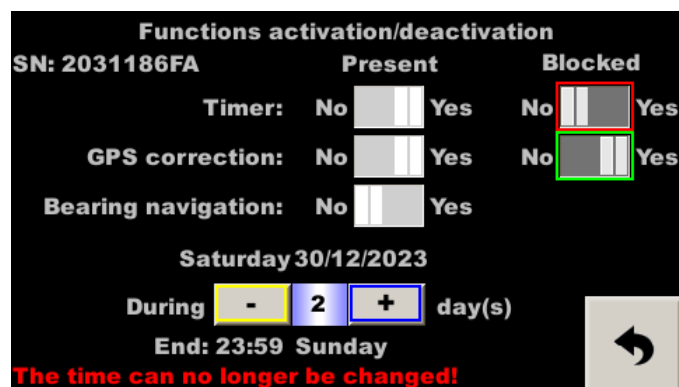 Functions activation/deactivation
SN: 2031186FA Present Blocked
Timer: No Yes No Yes
GPS correction: No Yes No Yes
Bearing navigation: No Yes
Saturday 30/12/2023
During - 2 + day(s)
End: 23:59 Sunday
The time can no longer be changed!